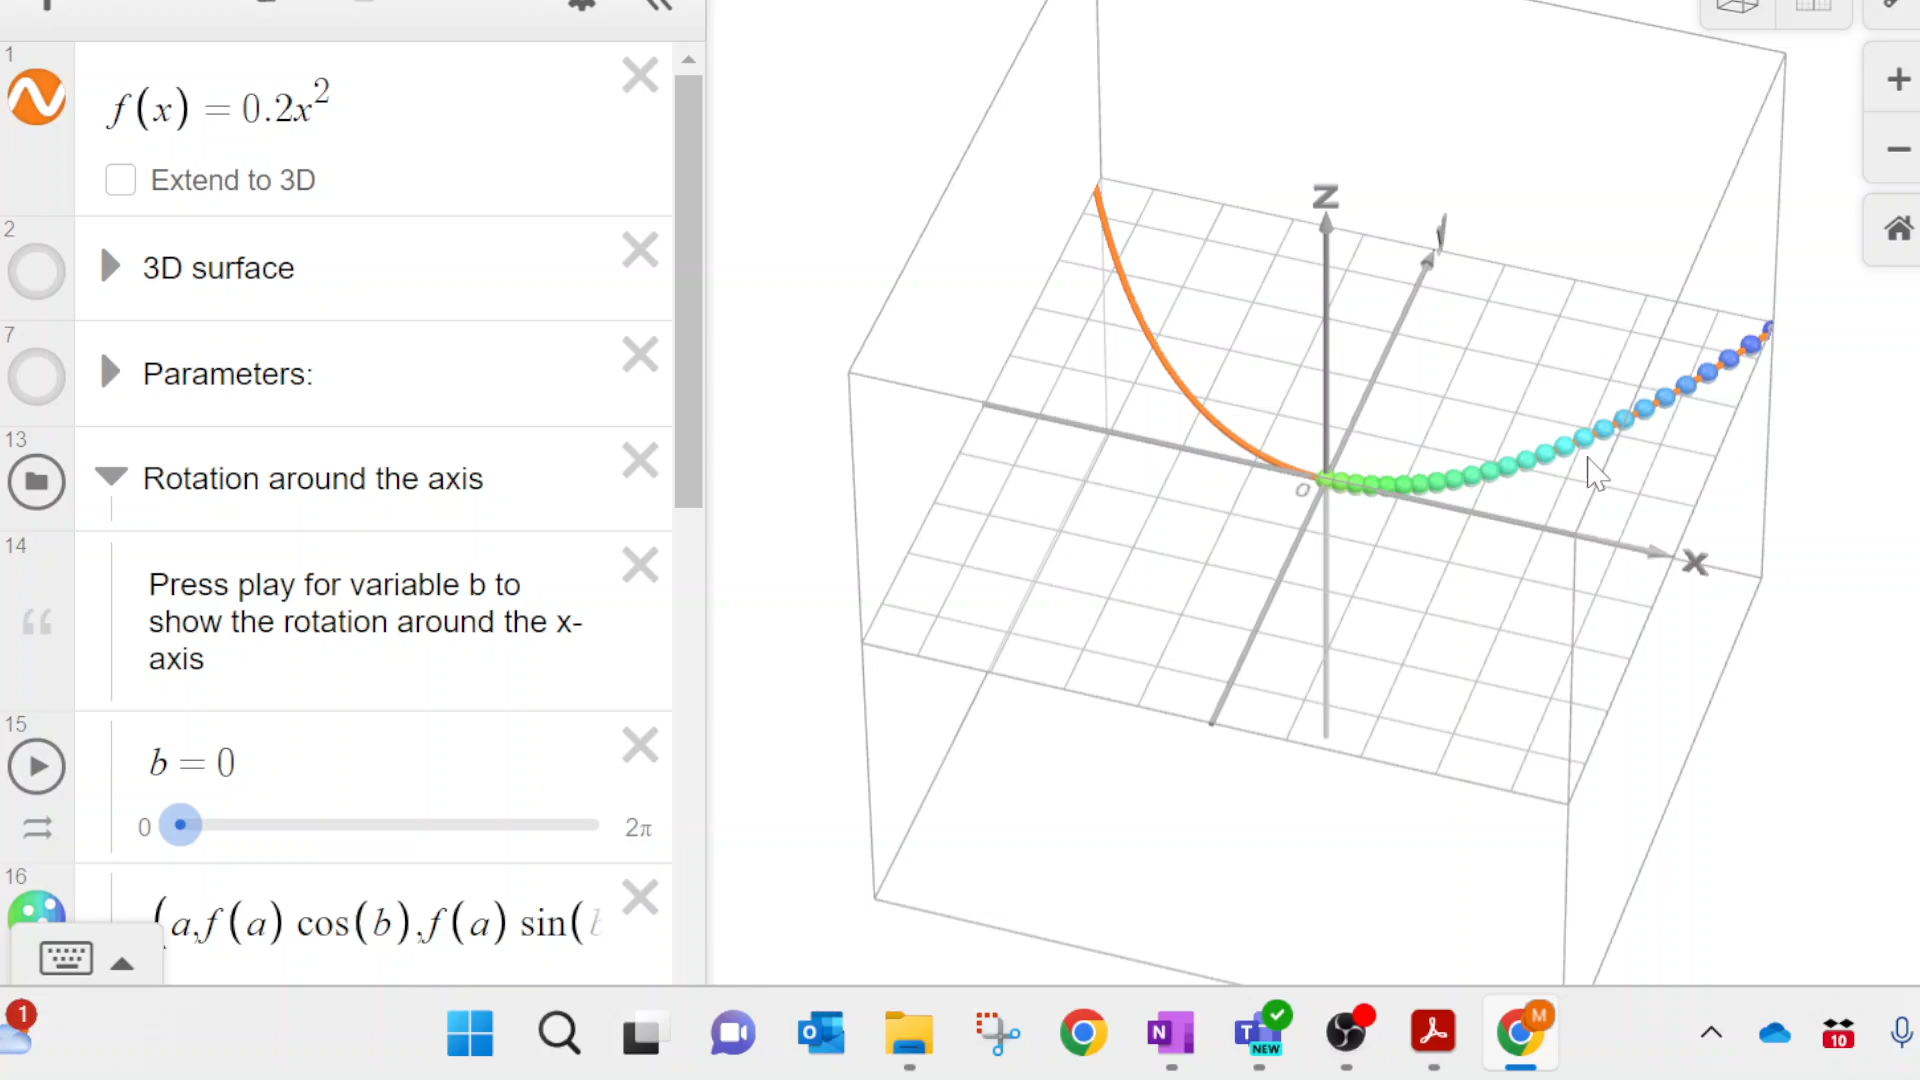 1
f(x) = 0.2x²
Extend to 3D
2
3D surface
7
Parameters:
13
Rotation around the axis
14
Press play for variable b to
show the rotation around the x-
axis
15
b = 0
0
2π
16
(a,f(a) cos(b),f(a) sin(b
z
o
x
1
N
T
NEW
M
10